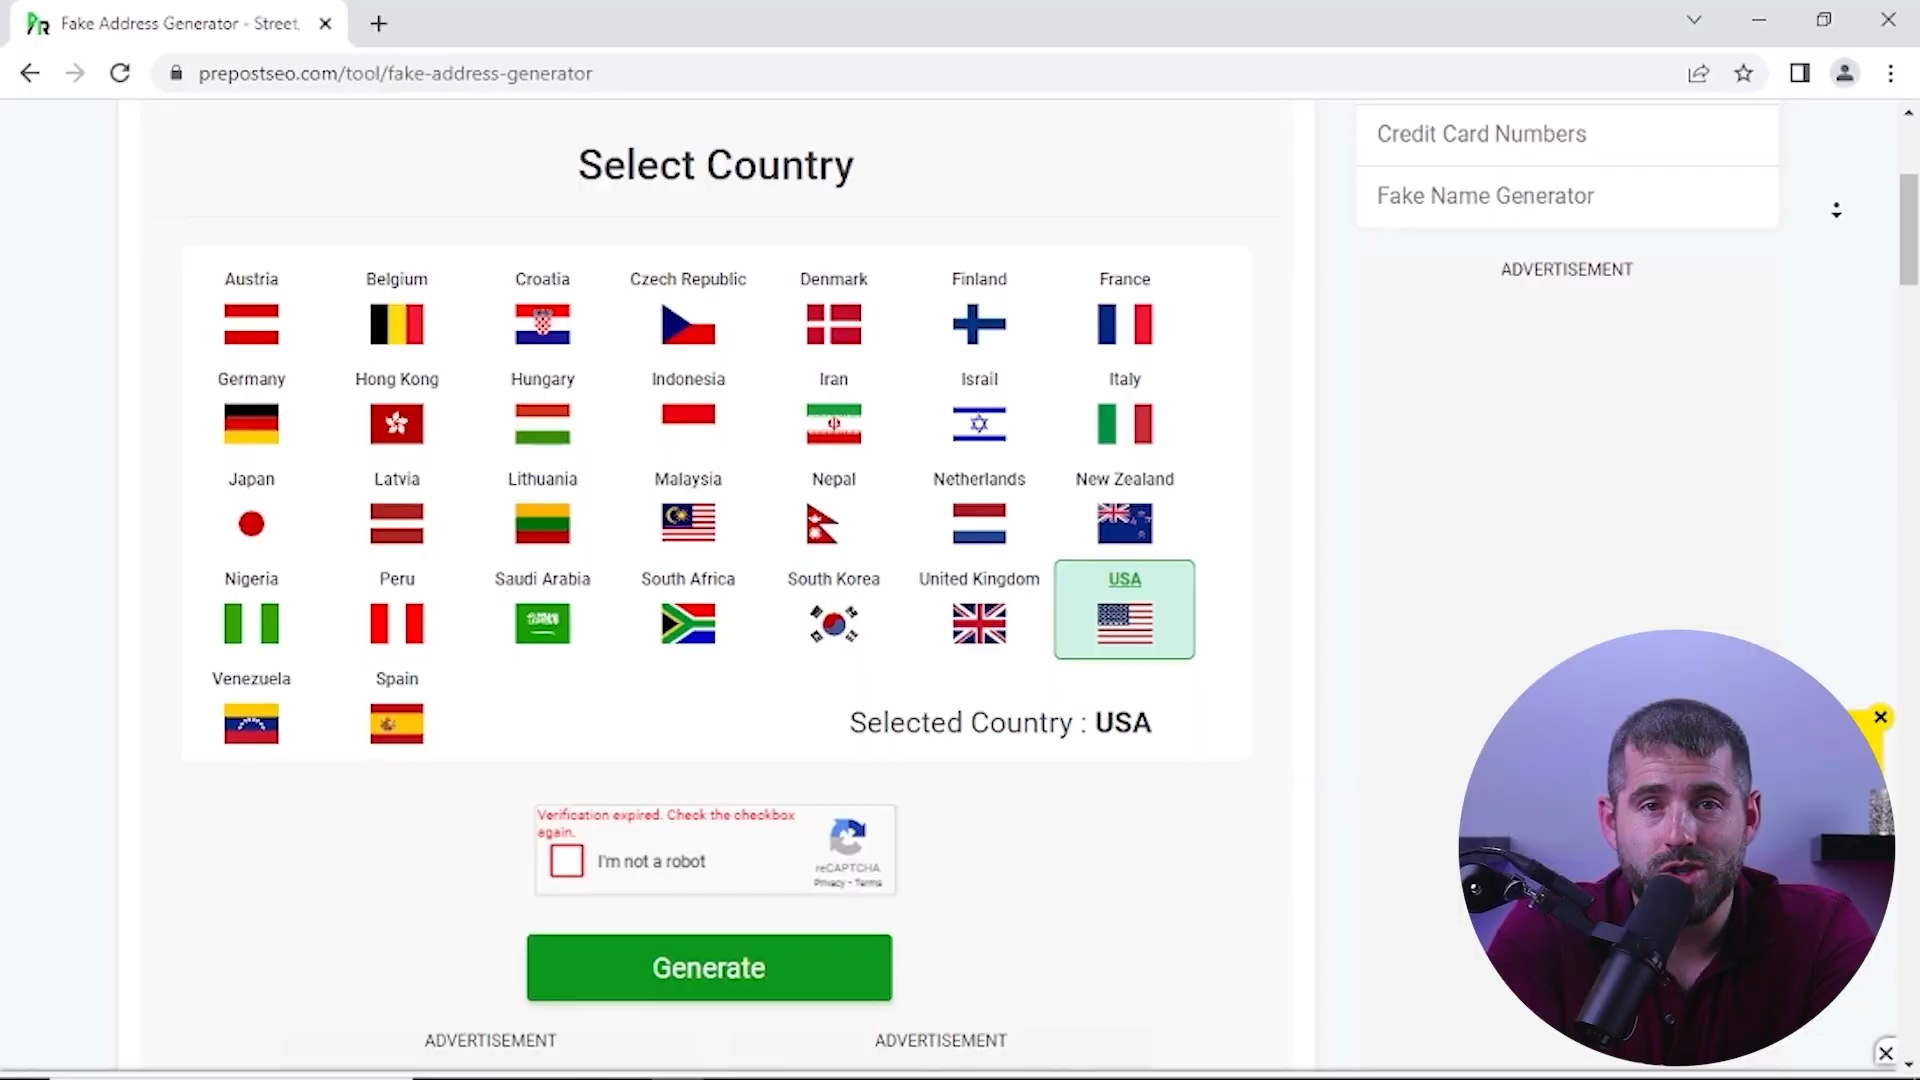 Fake Address Generator - Street,
prepostseo.com/tool/fake-address-generator
Select Country
Credit Card Numbers
Fake Name Generator
ADVERTISEMENT
Austria Belgium Croatia Czech Republic Denmark Finland France
Germany Hong Kong Hungary Indonesia Iran Israil Italy
Japan Latvia Lithuania Malaysia Nepal Netherlands New Zealand
Nigeria Peru Saudi Arabia South Africa South Korea United Kingdom USA
Venezuela Spain
Selected Country : USA
Verification expired. Check the checkbox
again.
I'm not a robot
reCAPTCHA
Privacy - Terms
Generate
ADVERTISEMENT ADVERTISEMENT